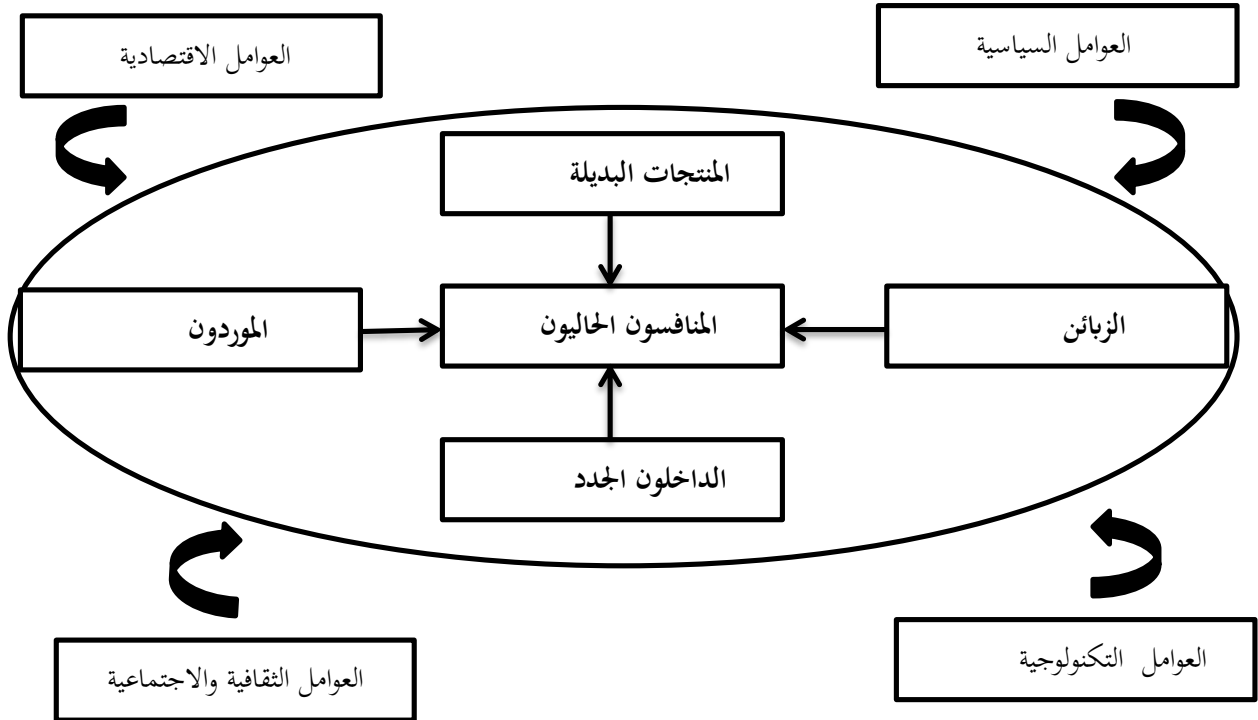 العوامل السياسية
العوامل الاقتصادية
المنتجات البديلة
الزبائن
المنافسون الحاليون
الموردون
الداخلون الجدد
العوامل التكنولوجية
العوامل الثقافية والاجتماعية